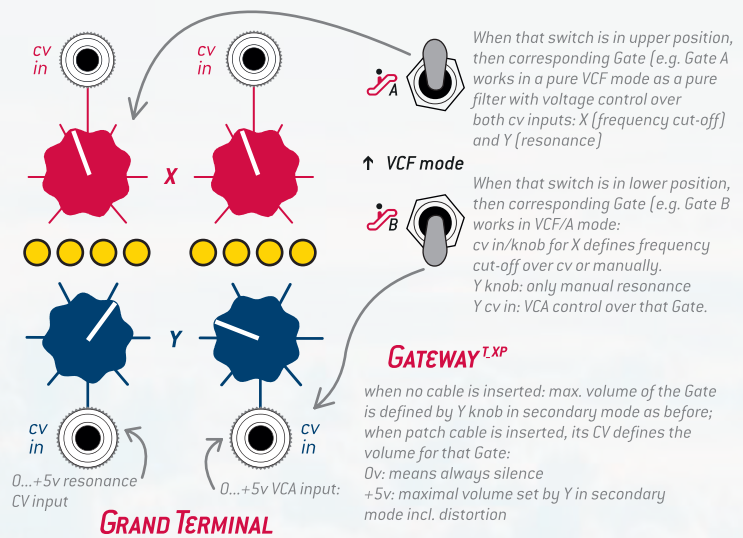 cv
in
cv
in
X
A
↑ VCF mode
B
When that switch is in upper position,
then corresponding Gate (e.g. Gate A
works in a pure VCF mode as a pure
filter with voltage control over
both cv inputs: X (frequency cut-off)
and Y (resonance)
When that switch is in lower position,
then corresponding Gate (e.g. Gate B
works in VCF/A mode:
cv in/knob for X defines frequency
cut-off over cv or manually.
Y knob: only manual resonance
Y cv in: VCA control over that Gate.
Y
cv
in
cv
in
0...+5v resonance
CV input
0...+5v VCA input:
GRAND TERMINAL
GATEWAY T_XP
when no cable is inserted: max. volume of the Gate
is defined by Y knob in secondary mode as before;
when patch cable is inserted, its CV defines the
volume for that Gate:
0v: means always silence
+5v: maximal volume set by Y in secondary
mode incl. distortion